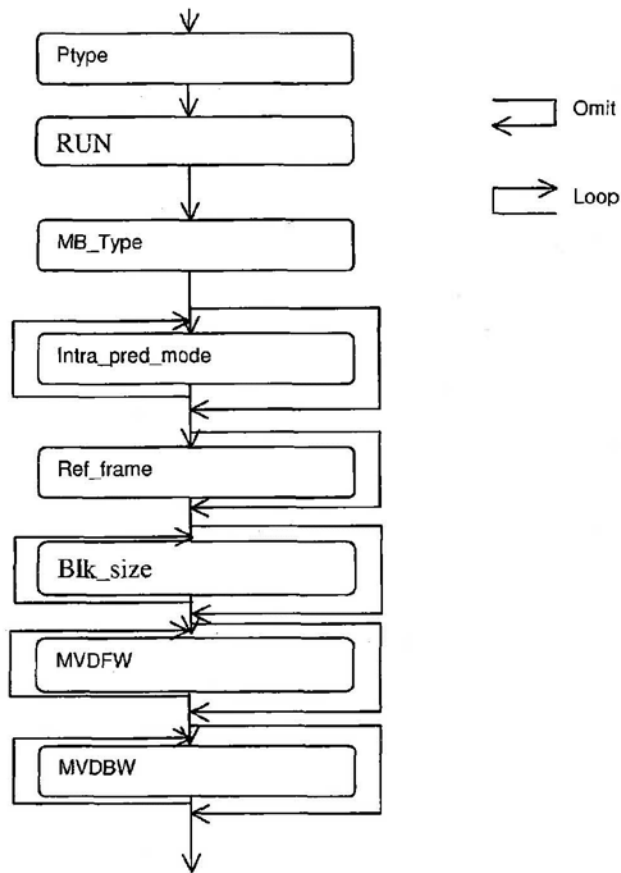 Ptype
RUN
MB_Type
Intra_pred_mode
Ref_frame
Blk_size
MVDFW
MVDBW
Omit
Loop